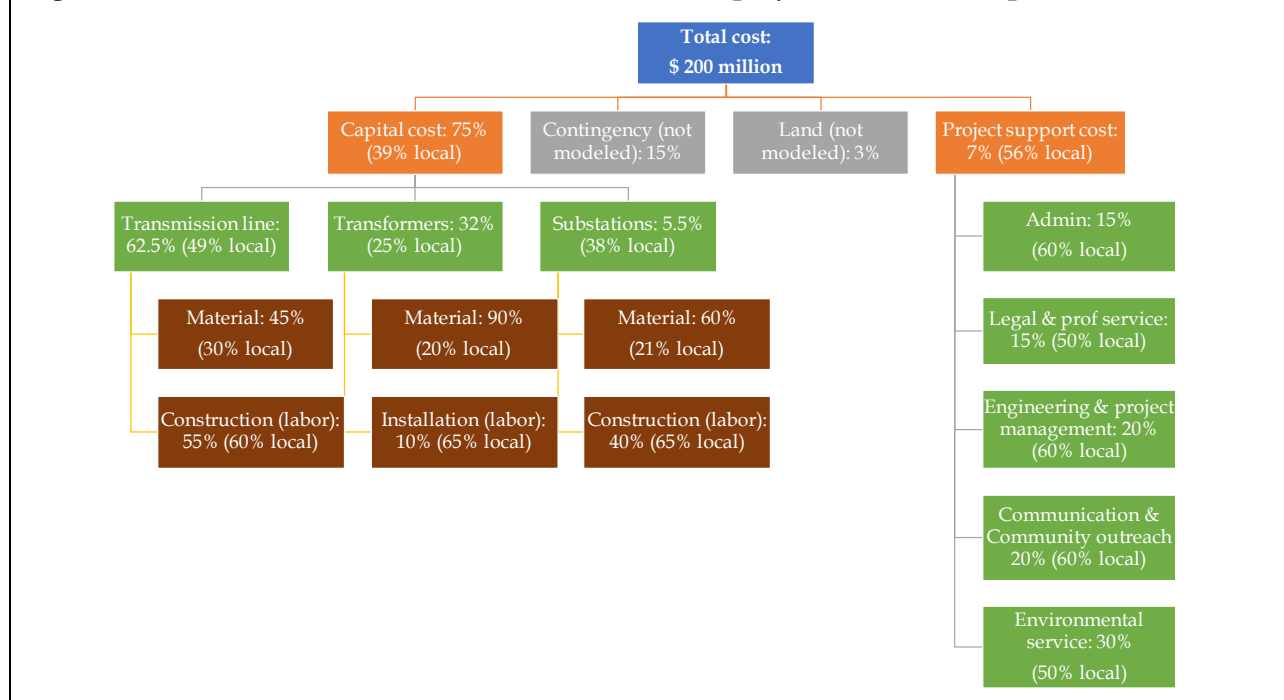 Total cost:
$ 200 million
Capital cost: 75%
(39% local)
Contingency (not
modeled): 15%
Land (not
modeled): 3%
Project support cost:
7% (56% local)
Transmission line:
62.5% (49% local)
Transformers: 32%
(25% local)
Substations: 5.5%
(38% local)
Material: 45%
(30% local)
Material: 90%
(20% local)
Material: 60%
(21% local)
Construction (labor):
55% (60% local)
Installation (labor):
10% (65% local)
Construction (labor):
40% (65% local)
Admin: 15%
(60% local)
Legal & prof service:
15% (50% local)
Engineering & project
management: 20%
(60% local)
Communication &
Community outreach
20% (60% local)
Environmental
service: 30%
(50% local)